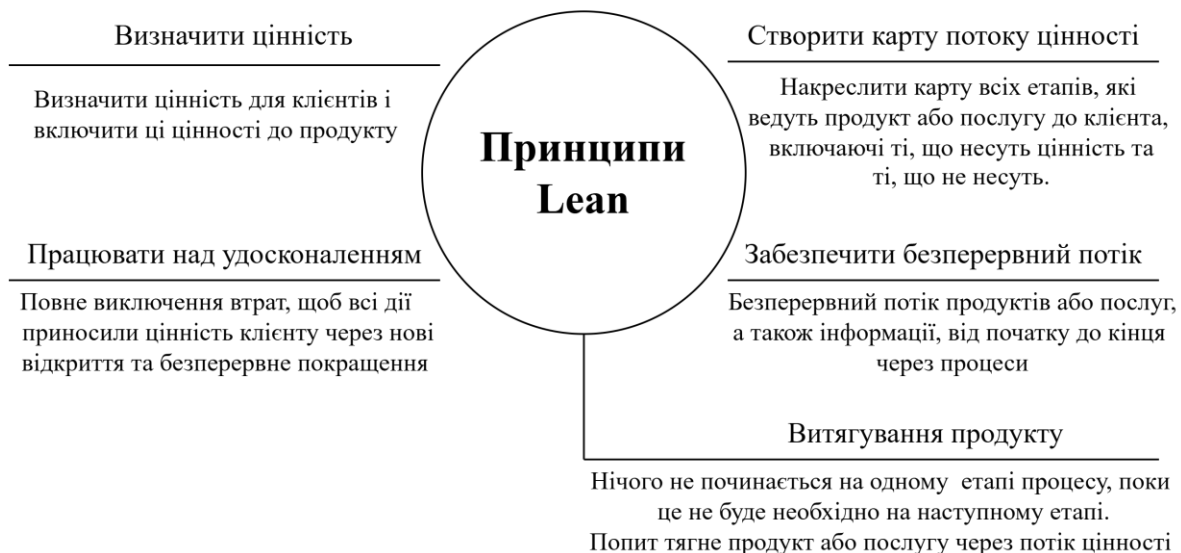 Визначити цінність
Визначити цінність для клієнтів і
включити ці цінності до продукту
Принципи
Lean
Створити карту потоку цінності
Накреслити карту всіх етапів, які
ведуть продукт або послугу до клієнта,
включаючі ті, що несуть цінність та
ті, що не несуть.
Працювати над удосконаленням
Повне виключення втрат, щоб всі дії
приносили цінність клієнту через нові
відкриття та безперервне покращення
Забезпечити безперервний потік
Безперервний потік продуктів або послуг,
а також інформації, від початку до кінця
через процеси
Витягування продукту
Нічого не починається на одному етапі процесу, поки
це не буде необхідно на наступному етапі.
Попит тягне продукт або послугу через потік цінності